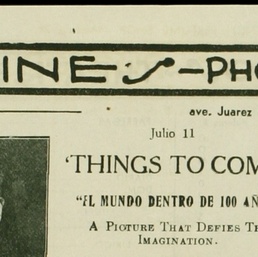 INES-PHO
ave. Juarez
Julio 11
'THINGS TO COM
"EL MUNDO DENTRO DE 100 AÑ
A PICTURE THAT DEFIES TH
IMAGINATION.